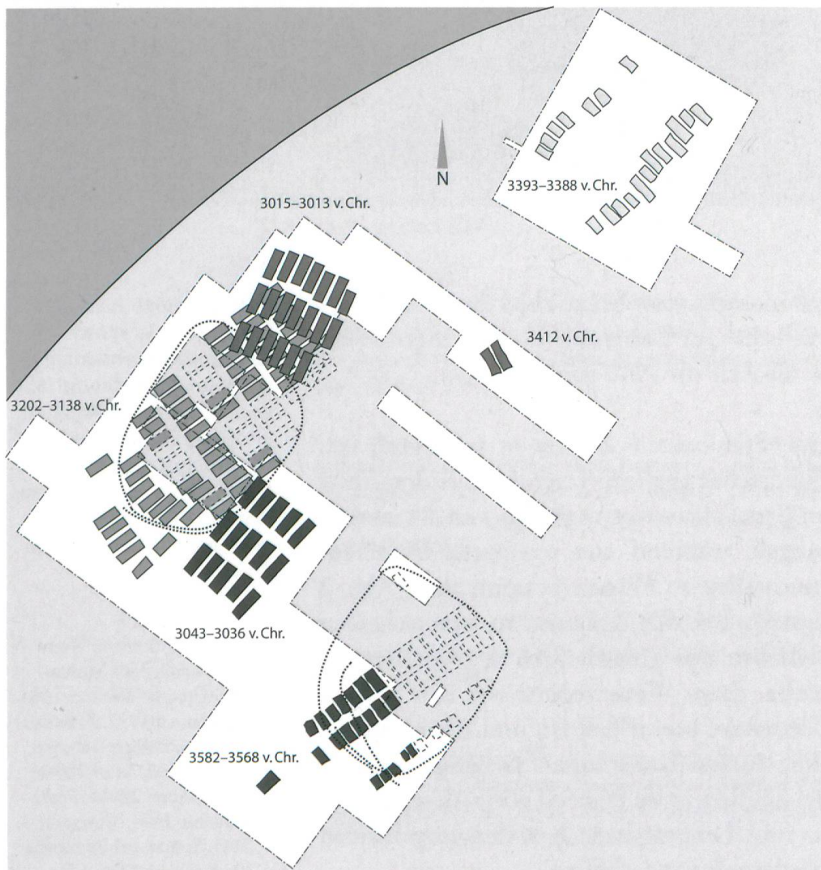 3393–3388 v. Chr.
N
3015–3013 v. Chr.
3412 v. Chr.
3202–3138 v. Chr.
3043–3036 v. Chr.
3582–3568 v. Chr.